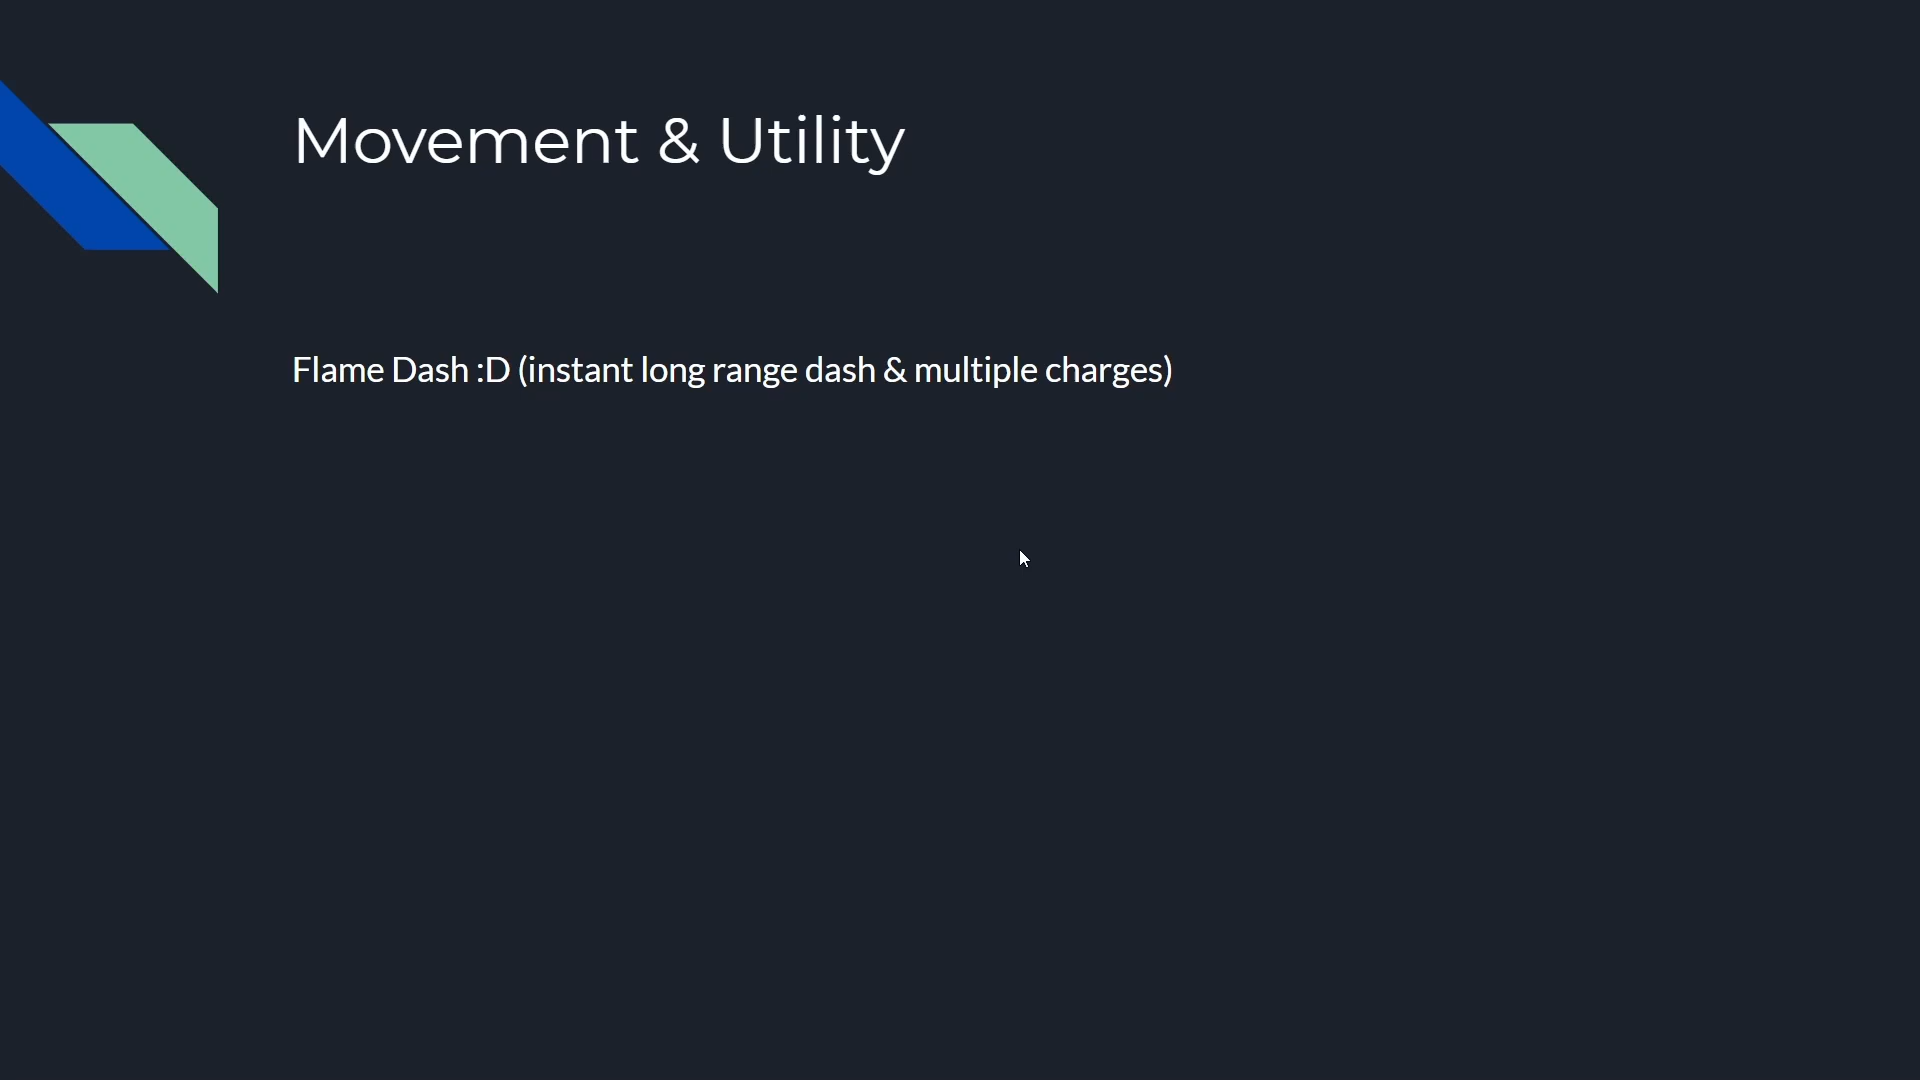 Movement & Utility
Flame Dash :D (instant long range dash & multiple charges)